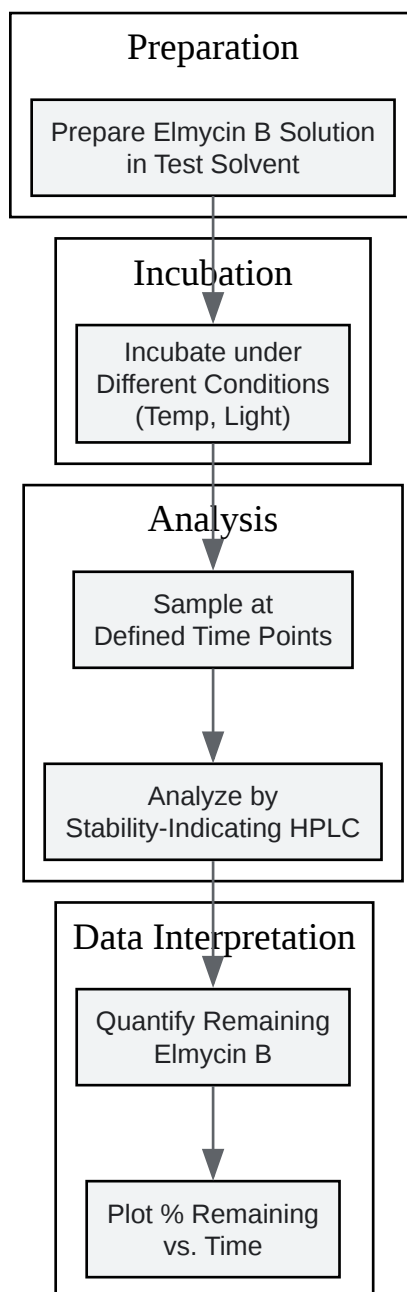 Preparation
Prepare Elmycin B Solution
in Test Solvent
Incubation
Incubate under
Different Conditions
(Temp, Light)
Analysis
Sample at
Defined Time Points
Analyze by
Stability-Indicating HPLC
Data Interpretation
Quantify Remaining
Elmycin B
Plot % Remaining
vs. Time